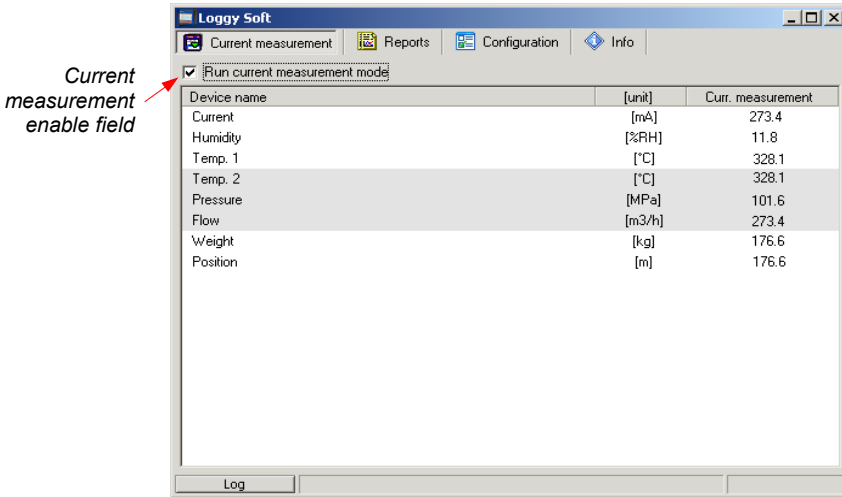 Loggy Soft
Current measurement Reports Configuration Info
Current
measurement
enable field
Run current measurement mode
Device name [unit] Curr. measurement
Current [mA] 273.4
Humidity [%RH] 11.8
Temp. 1 [°C] 328.1
Temp. 2 [°C] 328.1
Pressure [MPa] 101.6
Flow [m3/h] 273.4
Weight [kg] 176.6
Position [m] 176.6
Log